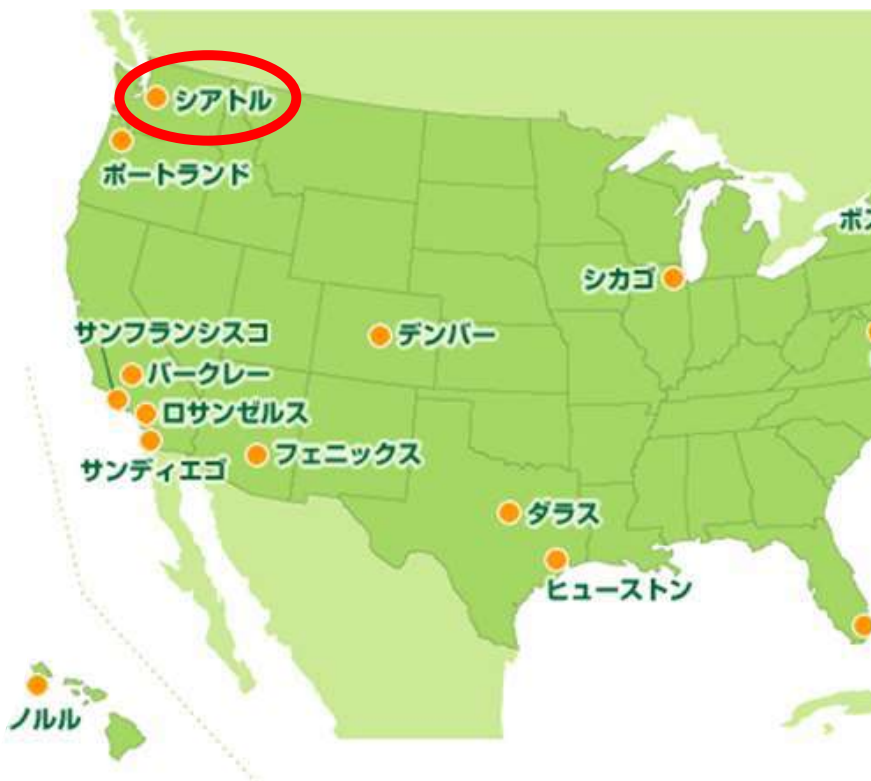 シアトル
ポートランド
ボス
シカゴ
サンフランシスコ
デンバー
バークレー
ロサンゼルス
サンディエゴ
フェニックス
ダラス
ヒューストン
ノルル